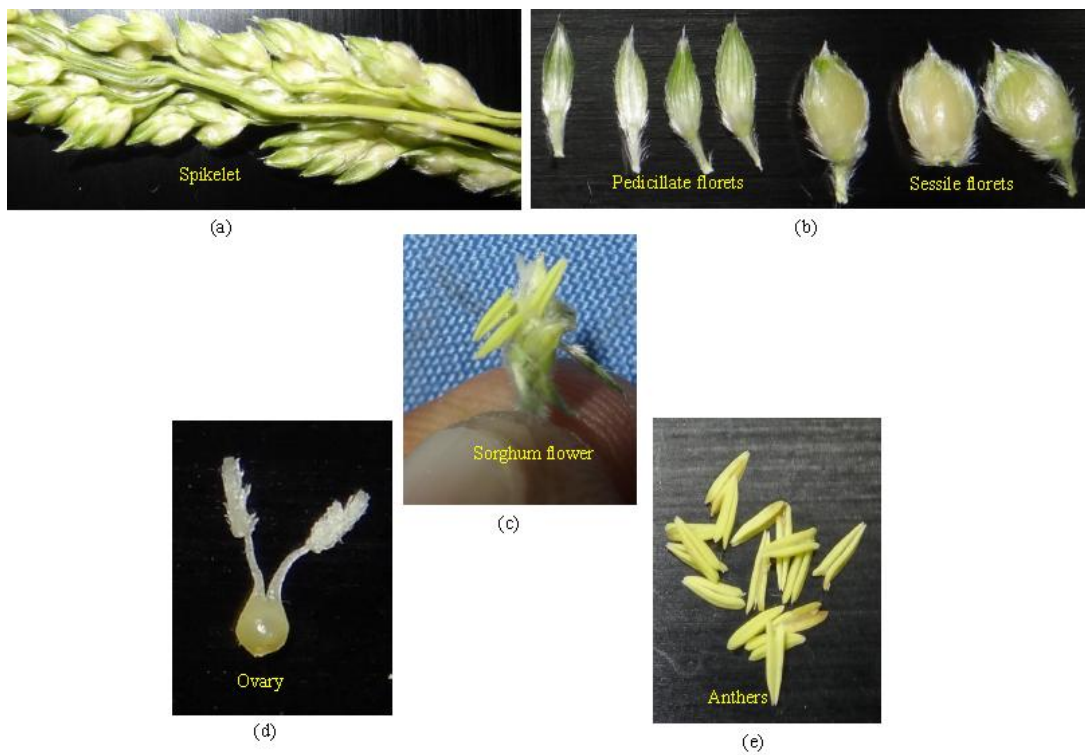 Spikelet
(a)
Pedicillate florets
Sessile florets
(b)
Sorghum flower
(c)
Ovary
(d)
Anthers
(e)